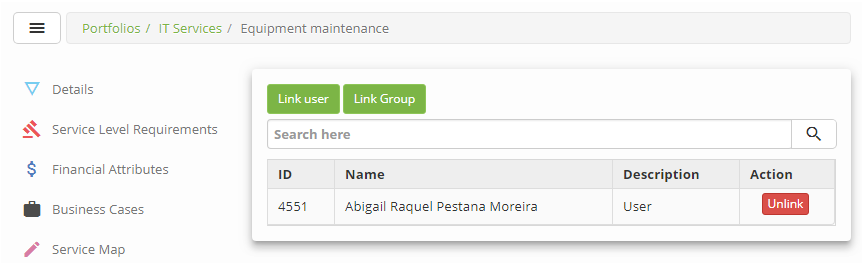 Portfolios / IT Services / Equipment maintenance
Details
Service Level Requirements
Financial Attributes
Business Cases
Service Map
Link user Link Group
Search here
ID Name Description Action
4551 Abigail Raquel Pestana Moreira User Unlink